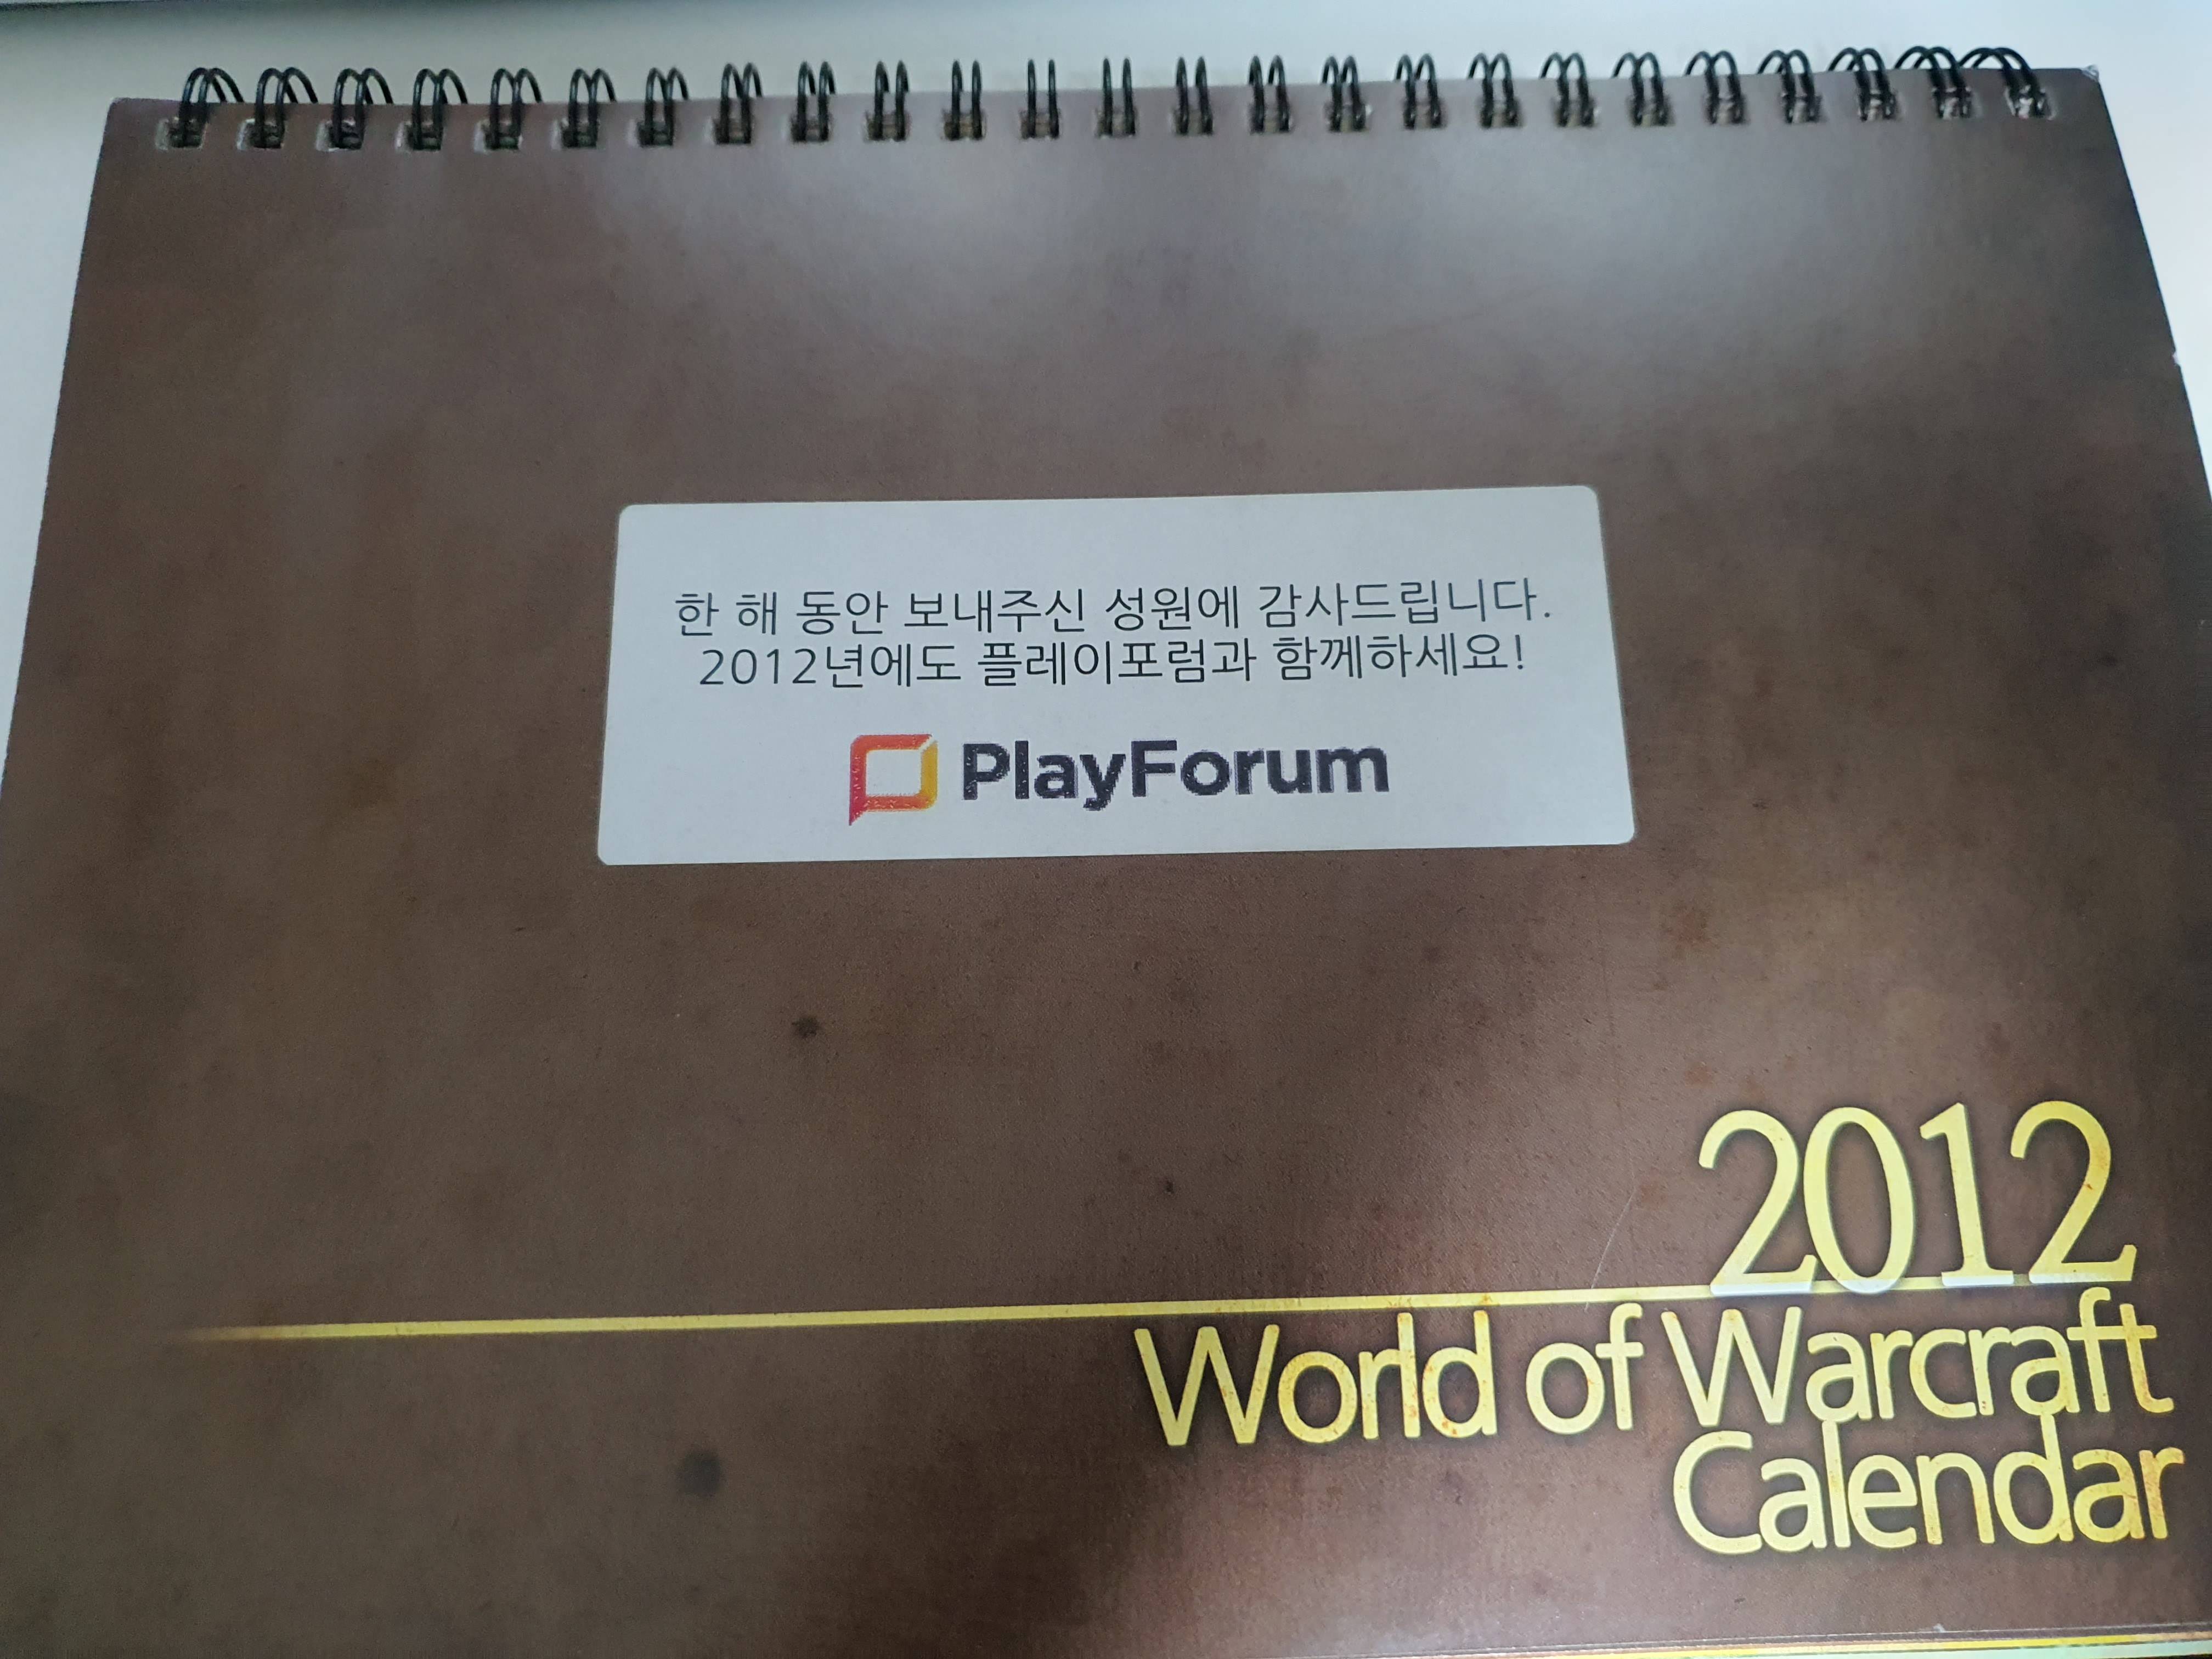 한 해 동안 보내주신 성원에 감사드립니다.
2012년에도 플레이포럼과 함께하세요!
PlayForum
2012
World of Warcraft
Calendar